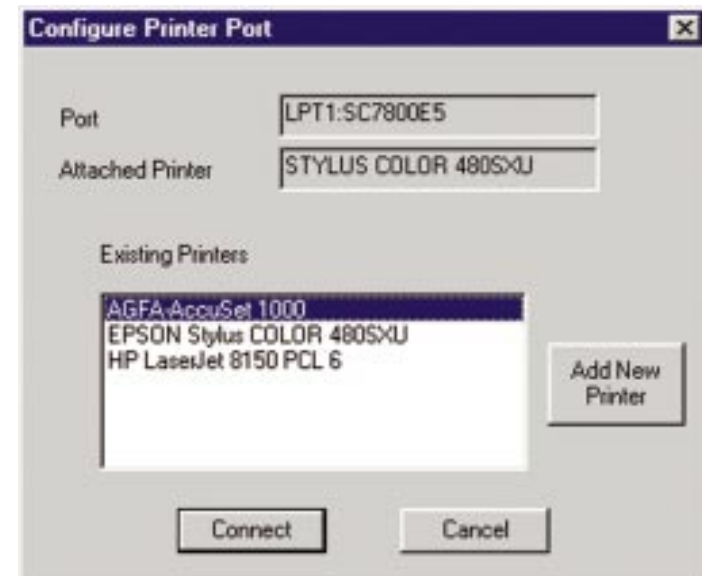 Configure Printer Port
Port
LPT1:SC7800E5
Attached Printer
STYLUS COLOR 480SXU
Existing Printers
AGFA-AccuSet 1000
EPSON Stylus COLOR 480SXU
HP LaserJet 8150 PCL 6
Add New
Printer
Connect
Cancel